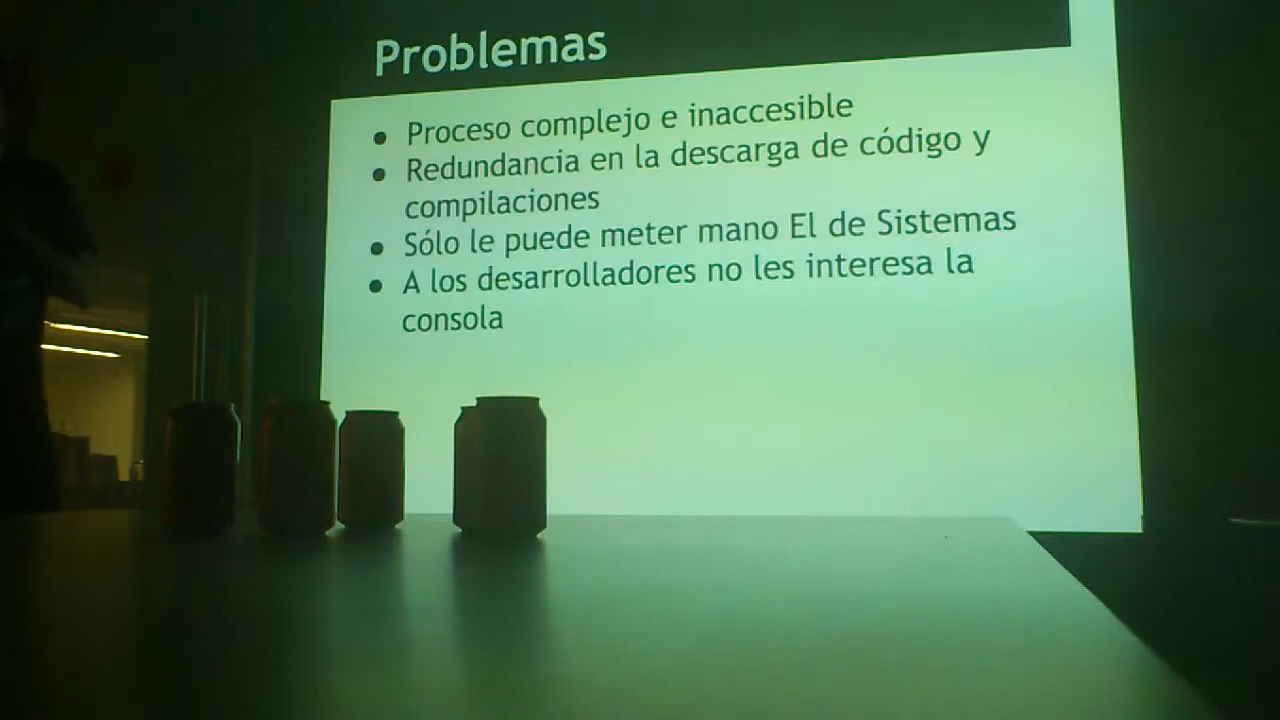 Problemas
● Proceso complejo e inaccesible
● Redundancia en la descarga de código y
compilaciones
● Sólo le puede meter mano El de Sistemas
● A los desarrolladores no les interesa la
consola